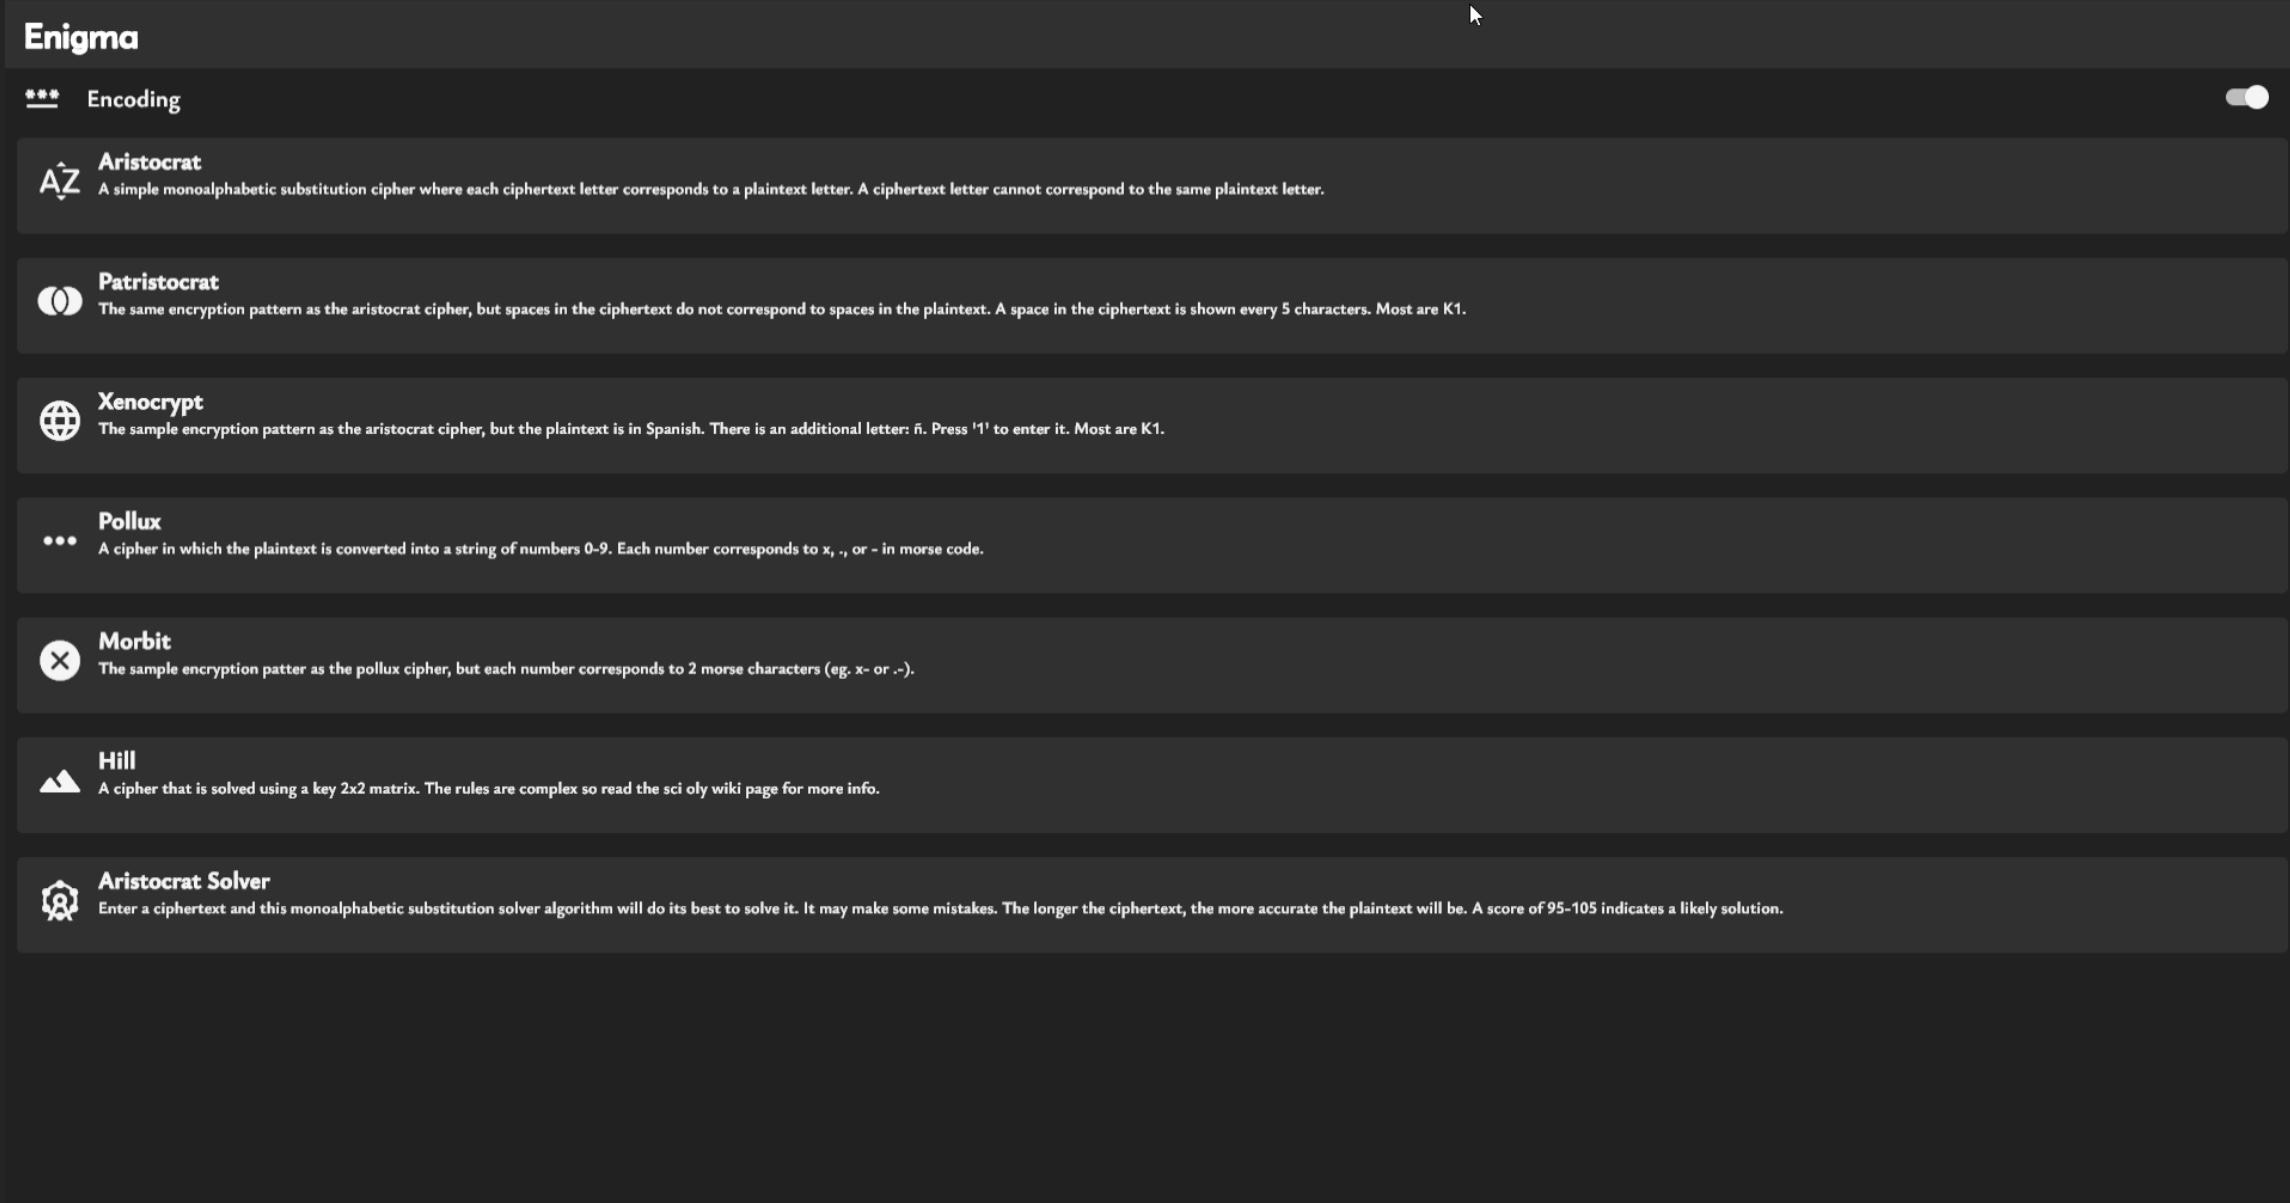 Enigma
*** Encoding
AZ Aristocrat
A simple monoalphabetic substitution cipher where each ciphertext letter corresponds to a plaintext letter. A ciphertext letter cannot correspond to the same plaintext letter.
Patristocrat
The same encryption pattern as the aristocrat cipher, but spaces in the ciphertext do not correspond to spaces in the plaintext. A space in the ciphertext is shown every 5 characters. Most are K1.
Xenocrypt
The sample encryption pattern as the aristocrat cipher, but the plaintext is in Spanish. There is an additional letter: ñ. Press '1' to enter it. Most are K1.
Pollux
A cipher in which the plaintext is converted into a string of numbers 0-9. Each number corresponds to x, ., or - in morse code.
Morbit
The sample encryption patter as the pollux cipher, but each number corresponds to 2 morse characters (eg. x- or .-).
Hill
A cipher that is solved using a key 2x2 matrix. The rules are complex so read the sci oly wiki page for more info.
Aristocrat Solver
Enter a ciphertext and this monoalphabetic substitution solver algorithm will do its best to solve it. It may make some mistakes. The longer the ciphertext, the more accurate the plaintext will be. A score of 95-105 indicates a likely solution.